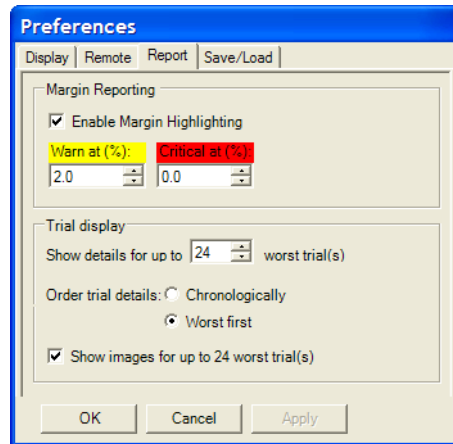 Preferences
Display Remote Report Save/Load
Margin Reporting
Enable Margin Highlighting
Warn at (%): Critical at (%):
2.0 0.0
Trial display
Show details for up to 24 worst trial(s)
Order trial details: Chronologically
Worst first
Show images for up to 24 worst trial(s)
OK Cancel Apply